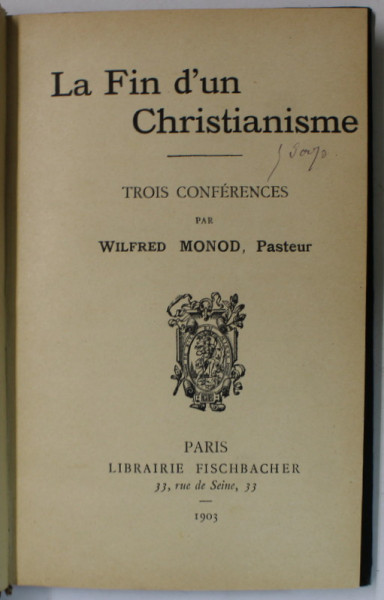 La Fin d'un
Christianisme
TROIS CONFÉRENCES
PAR
WILFRED MONOD, Pasteur
PARIS
LIBRAIRIE FISCHBACHER
33, rue de Seine, 33
1903